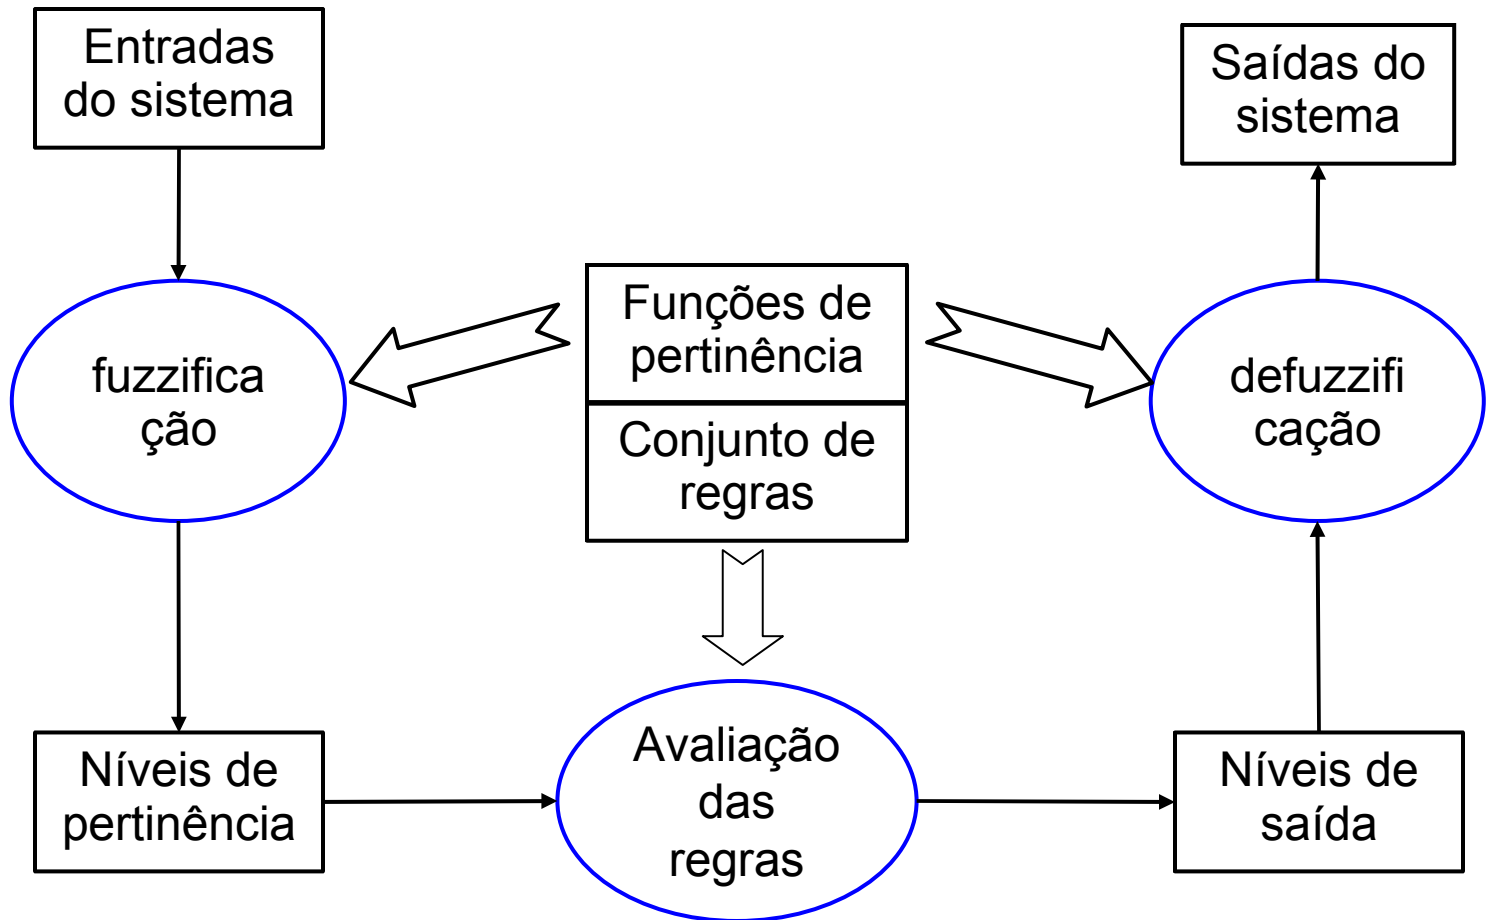 Entradas
do sistema
Saídas do
sistema
Funções de
pertinência
fuzzifica
ção
defuzzifi
cação
Conjunto de
regras
Níveis de
pertinência
Avaliação
das
regras
Níveis de
saída